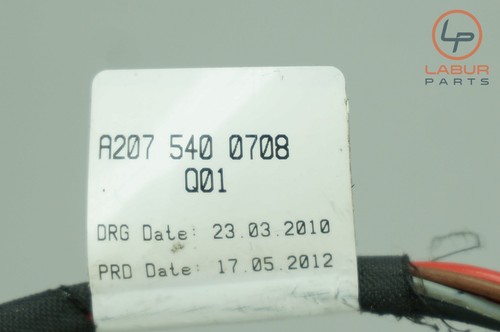 LP
LABUR
PARTS
A207 540 0708
Q01
DRG Date: 23.03.2010
PRD Date: 17.05.2012